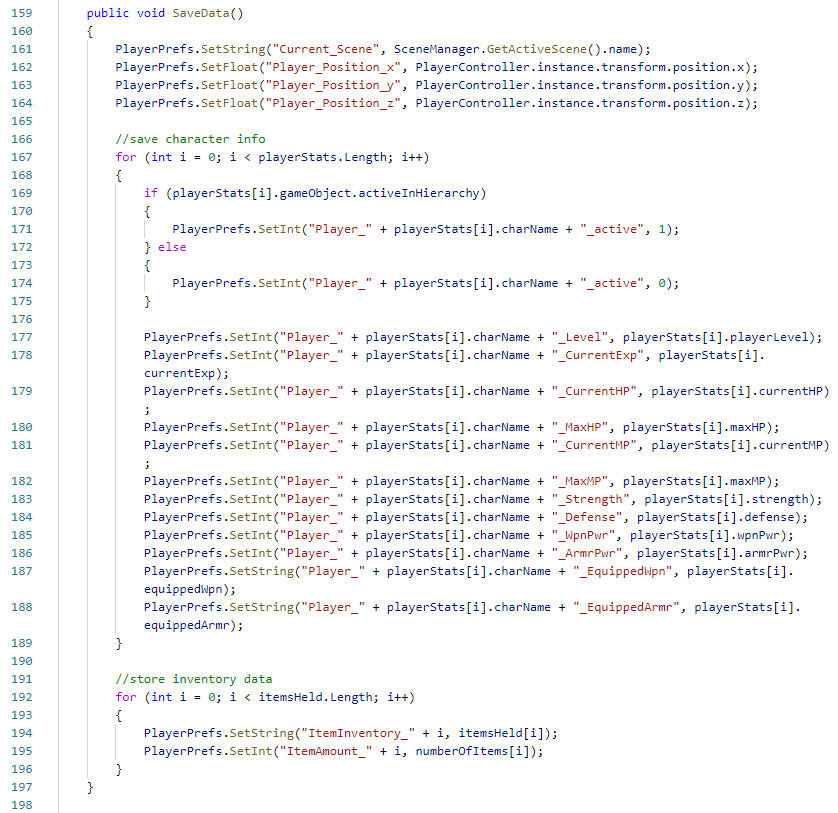 159 public void SaveData()
160 {
161 PlayerPrefs.SetString("Current_Scene", SceneManager.GetActiveScene().name);
162 PlayerPrefs.SetFloat("Player_Position_x", PlayerController.instance.transform.position.x);
163 PlayerPrefs.SetFloat("Player_Position_y", PlayerController.instance.transform.position.y);
164 PlayerPrefs.SetFloat("Player_Position_z", PlayerController.instance.transform.position.z);
165
166 //save character info
167 for (int i = 0; i < playerStats.Length; i++)
168 {
169 if (playerStats[i].gameObject.activeInHierarchy)
170 {
171 PlayerPrefs.SetInt("Player_" + playerStats[i].charName + "_active", 1);
172 } else
173 {
174 PlayerPrefs.SetInt("Player_" + playerStats[i].charName + "_active", 0);
175 }
176
177 PlayerPrefs.SetInt("Player_" + playerStats[i].charName + "_Level", playerStats[i].playerLevel);
178 PlayerPrefs.SetInt("Player_" + playerStats[i].charName + "_CurrentExp", playerStats[i].
currentExp);
179 PlayerPrefs.SetInt("Player_" + playerStats[i].charName + "_CurrentHP", playerStats[i].currentHP)
;
180 PlayerPrefs.SetInt("Player_" + playerStats[i].charName + "_MaxHP", playerStats[i].maxHP);
181 PlayerPrefs.SetInt("Player_" + playerStats[i].charName + "_CurrentMP", playerStats[i].currentMP)
;
182 PlayerPrefs.SetInt("Player_" + playerStats[i].charName + "_MaxMP", playerStats[i].maxMP);
183 PlayerPrefs.SetInt("Player_" + playerStats[i].charName + "_Strength", playerStats[i].strength);
184 PlayerPrefs.SetInt("Player_" + playerStats[i].charName + "_Defense", playerStats[i].defense);
185 PlayerPrefs.SetInt("Player_" + playerStats[i].charName + "_WpnPwr", playerStats[i].wpnPwr);
186 PlayerPrefs.SetInt("Player_" + playerStats[i].charName + "_ArmrPwr", playerStats[i].armrPwr);
187 PlayerPrefs.SetString("Player_" + playerStats[i].charName + "_EquippedWpn", playerStats[i].
equippedWpn);
188 PlayerPrefs.SetString("Player_" + playerStats[i].charName + "_EquippedArmr", playerStats[i].
equippedArmr);
189 }
190
191 //store inventory data
192 for (int i = 0; i < itemsHeld.Length; i++)
193 {
194 PlayerPrefs.SetString("ItemInventory_" + i, itemsHeld[i]);
195 PlayerPrefs.SetInt("ItemAmount_" + i, numberOfItems[i]);
196 }
197 }
198